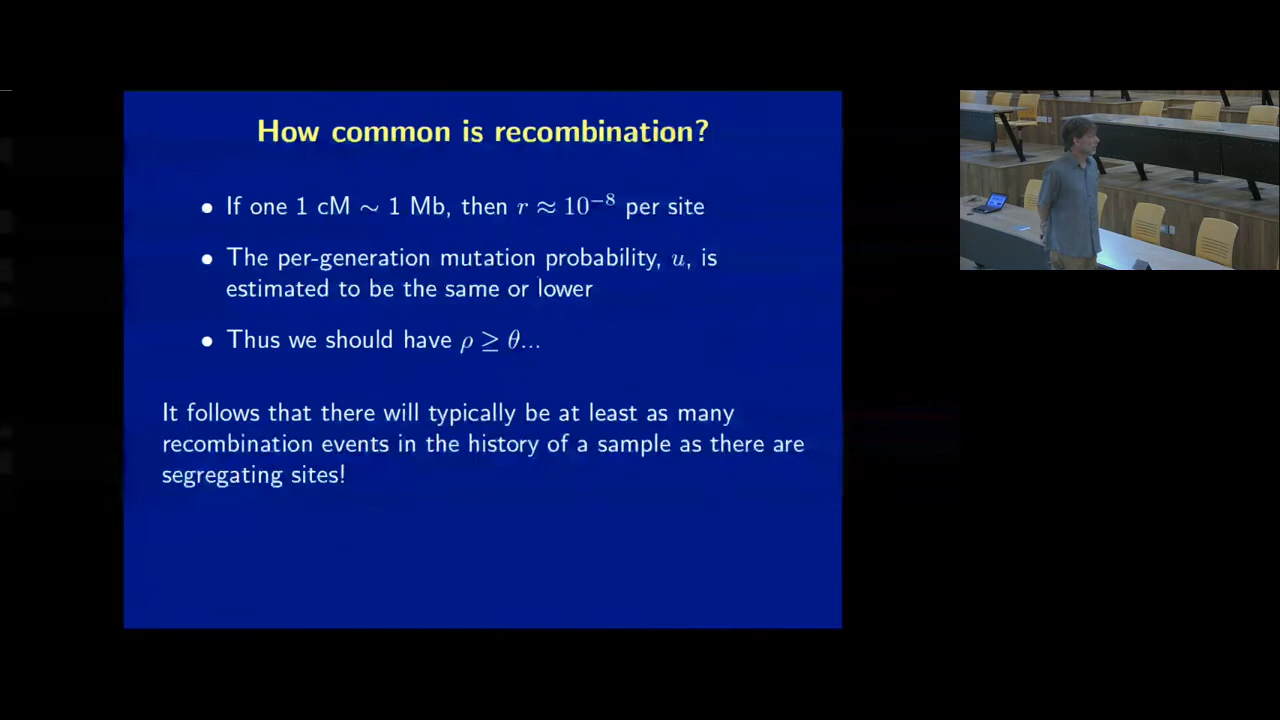 How common is recombination?
• If one 1 cM ∼ 1 Mb, then r ≈ 10⁻⁸ per site
• The per-generation mutation probability, u, is
estimated to be the same or lower
• Thus we should have ρ ≥ θ...
It follows that there will typically be at least as many
recombination events in the history of a sample as there are
segregating sites!